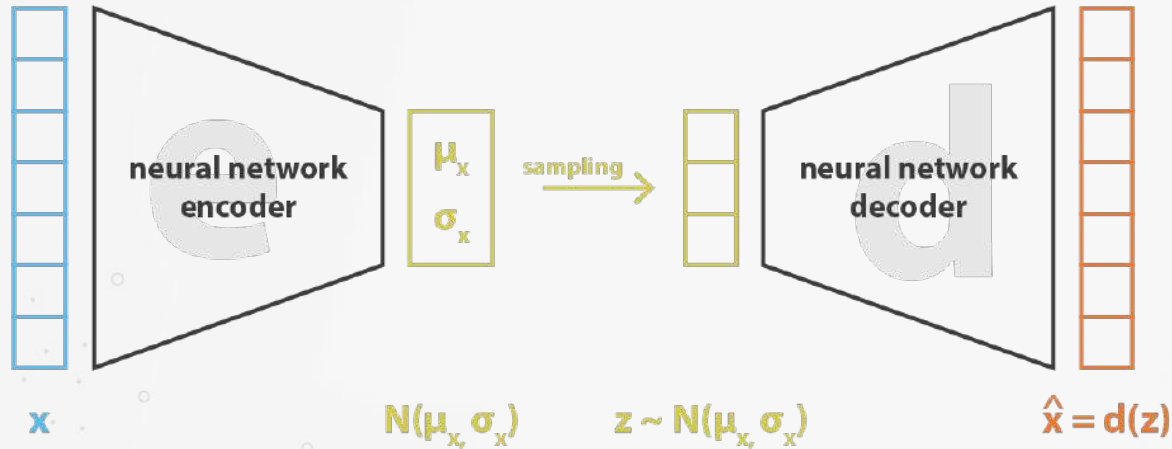 e
neural network
encoder
μₓ
σₓ
sampling
d
neural network
decoder
x
N(μₓ, σₓ)
z ~ N(μₓ, σₓ)
x̂ = d(z)